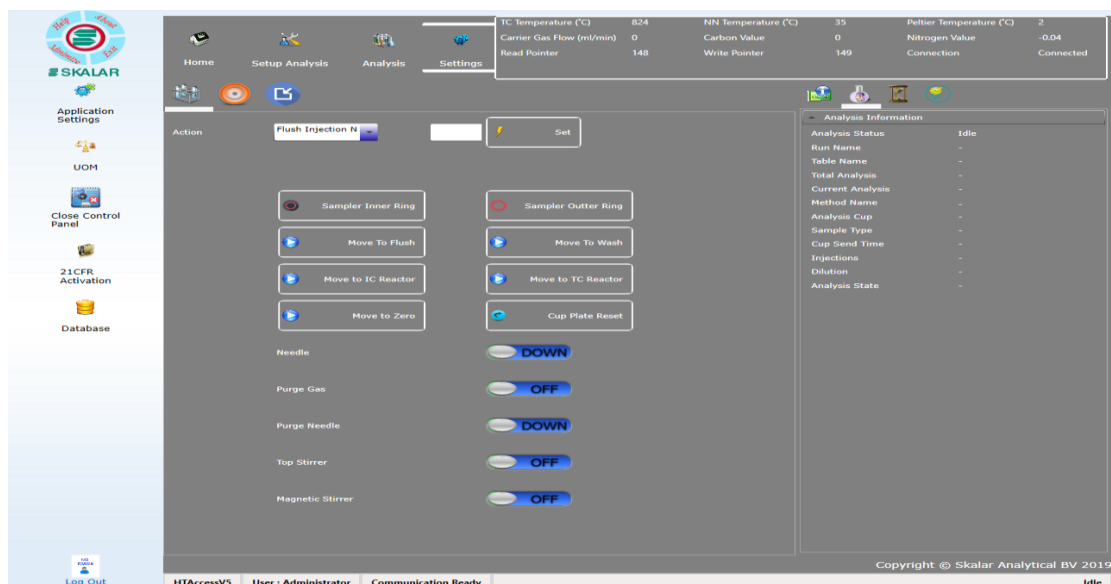 Help
About
Administrator
Exit
SKALAR
Application
Settings
UOM
Close Control
Panel
21CFR
Activation
Database
Log Out
Home
Setup Analysis
Analysis
Settings
TC Temperature (°C) 824 NN Temperature (°C) 35 Peltier Temperature (°C) 2
Carrier Gas Flow (ml/min) 0 Carbon Value 0 Nitrogen Value -0.04
Read Pointer 148 Write Pointer 149 Connection Connected
Action Flush Injection N Set
Sampler Inner Ring Sampler Outter Ring
Move To Flush Move To Wash
Move to IC Reactor Move to TC Reactor
Move to Zero Cup Plate Reset
Needle DOWN
Purge Gas OFF
Purge Needle DOWN
Top Stirrer OFF
Magnetic Stirrer OFF
Analysis Information
Analysis Status Idle
Run Name -
Table Name -
Total Analysis -
Current Analysis -
Method Name -
Analysis Cup -
Sample Type -
Cup Send Time -
Injections -
Dilution -
Analysis State -
Copyright © Skalar Analytical BV 2019
HTAccessV5 User : Administrator Communication Ready Idle